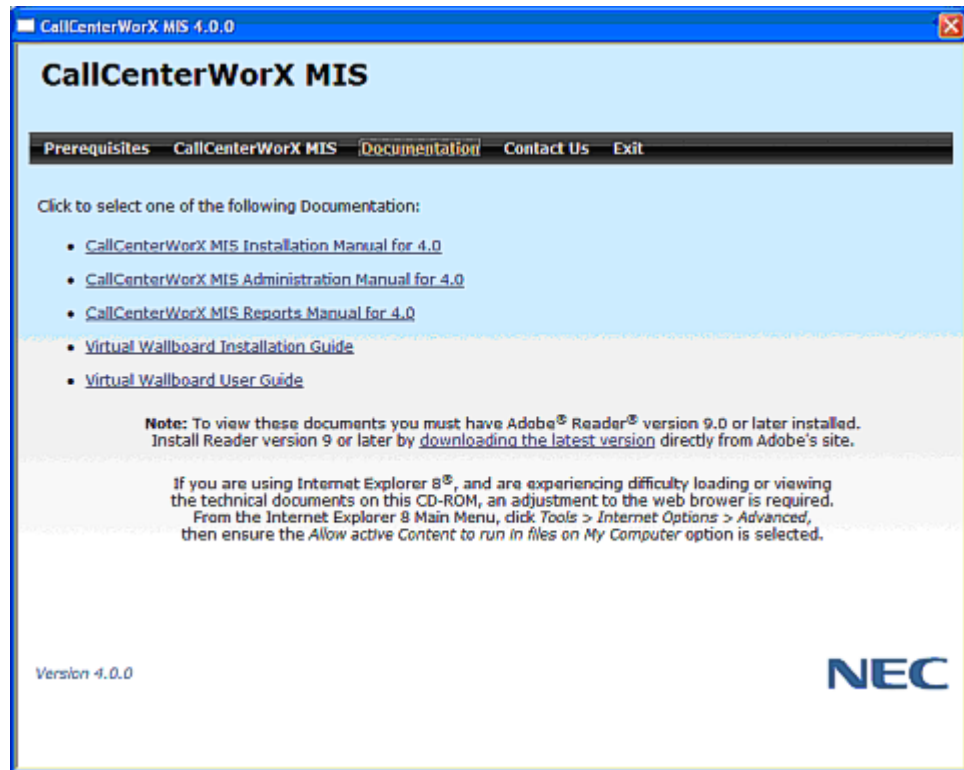 CallCenterWorX MIS 4.0.0
CallCenterWorX MIS
Prerequisites CallCenterWorX MIS Documentation Contact Us Exit
Click to select one of the following Documentation:
• CallCenterWorX MIS Installation Manual for 4.0
• CallCenterWorX MIS Administration Manual for 4.0
• CallCenterWorX MIS Reports Manual for 4.0
• Virtual Wallboard Installation Guide
• Virtual Wallboard User Guide
Note: To view these documents you must have Adobe® Reader® version 9.0 or later installed.
Install Reader version 9 or later by downloading the latest version directly from Adobe's site.
If you are using Internet Explorer 8®, and are experiencing difficulty loading or viewing
the technical documents on this CD-ROM, an adjustment to the web brower is required.
From the Internet Explorer 8 Main Menu, click Tools > Internet Options > Advanced,
then ensure the Allow active Content to run in files on My Computer option is selected.
Version 4.0.0
NEC